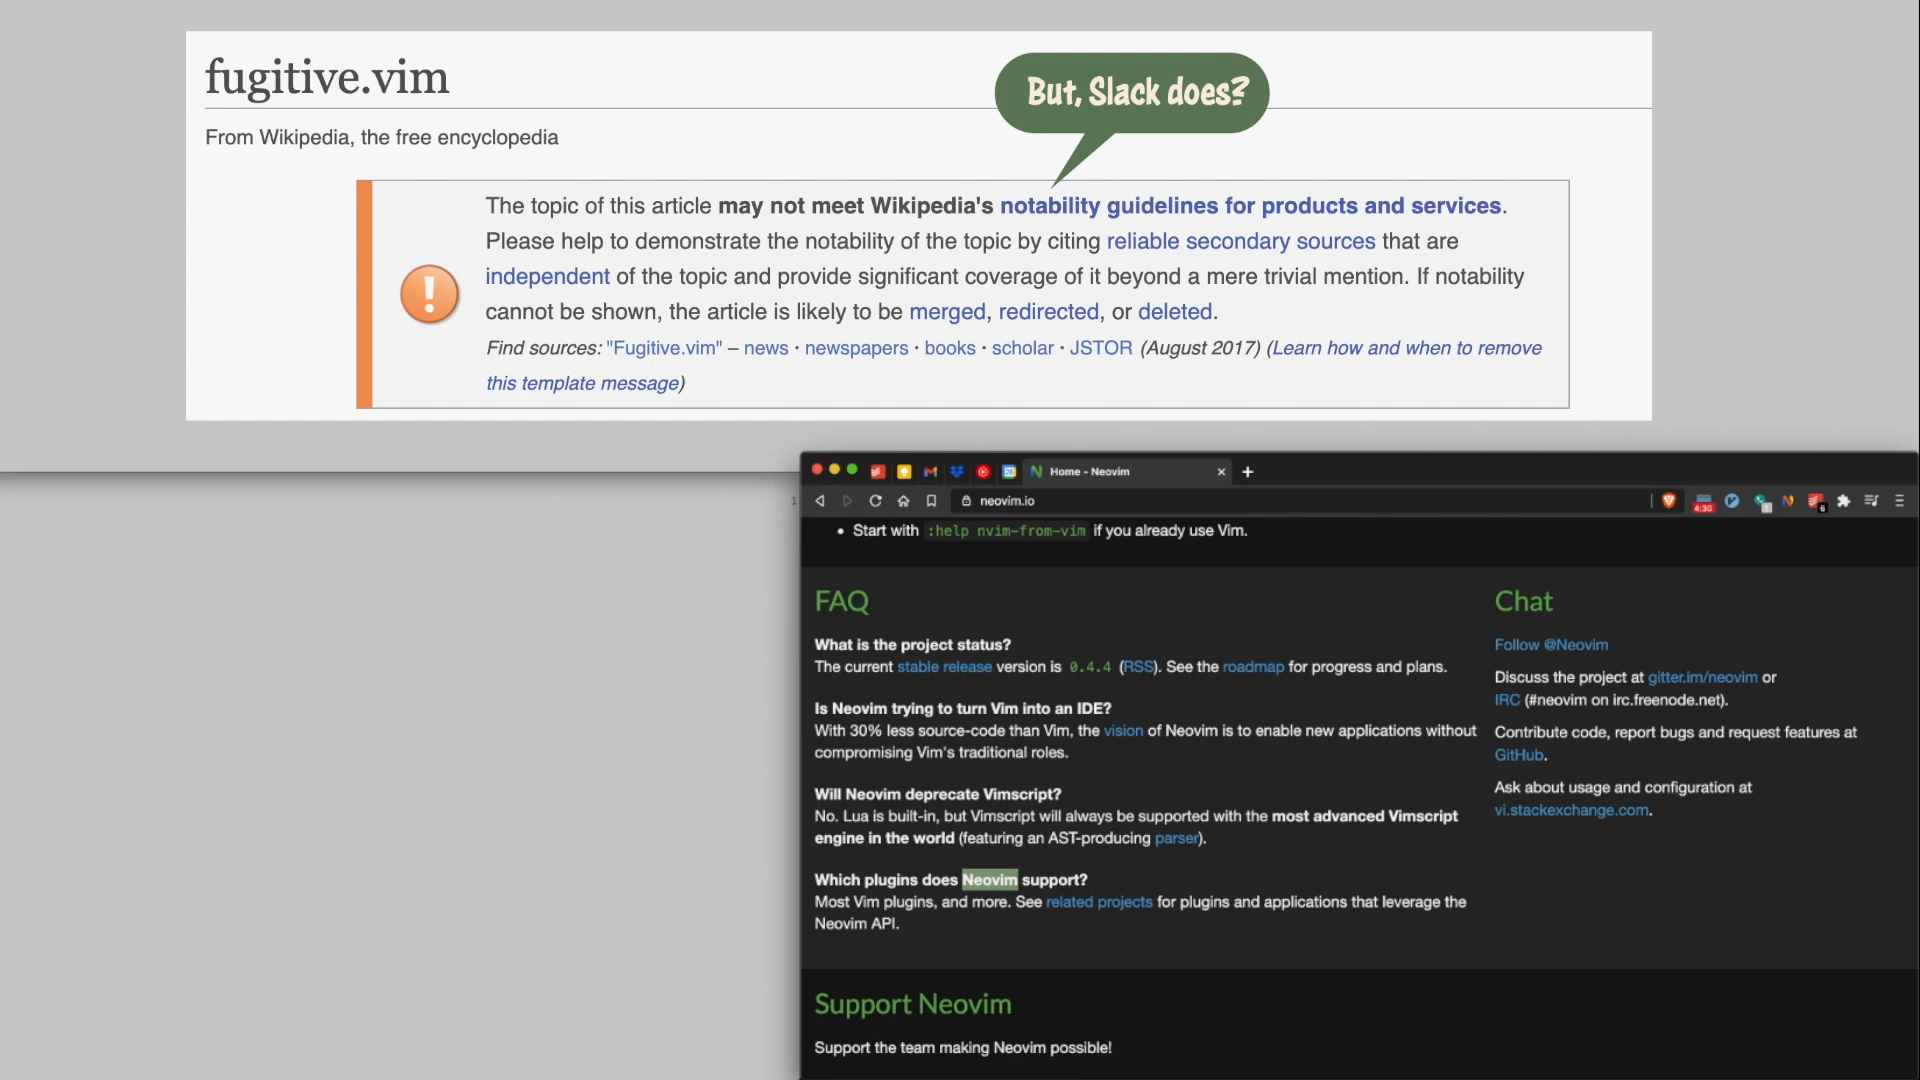 fugitive.vim
But, Slack does?
From Wikipedia, the free encyclopedia
The topic of this article may not meet Wikipedia's notability guidelines for products and services.
Please help to demonstrate the notability of the topic by citing reliable secondary sources that are
independent of the topic and provide significant coverage of it beyond a mere trivial mention. If notability
cannot be shown, the article is likely to be merged, redirected, or deleted.
Find sources: "Fugitive.vim" – news · newspapers · books · scholar · JSTOR (August 2017) (Learn how and when to remove
this template message)
Home - Neovim
1
neovim.io
4:30
6
• Start with :help nvim-from-vim if you already use Vim.
FAQ
What is the project status?
The current stable release version is 0.4.4 (RSS). See the roadmap for progress and plans.
Is Neovim trying to turn Vim into an IDE?
With 30% less source-code than Vim, the vision of Neovim is to enable new applications without
compromising Vim's traditional roles.
Will Neovim deprecate Vimscript?
No. Lua is built-in, but Vimscript will always be supported with the most advanced Vimscript
engine in the world (featuring an AST-producing parser).
Which plugins does Neovim support?
Most Vim plugins, and more. See related projects for plugins and applications that leverage the
Neovim API.
Chat
Follow @Neovim
Discuss the project at gitter.im/neovim or
IRC (#neovim on irc.freenode.net).
Contribute code, report bugs and request features at
GitHub.
Ask about usage and configuration at
vi.stackexchange.com.
Support Neovim
Support the team making Neovim possible!